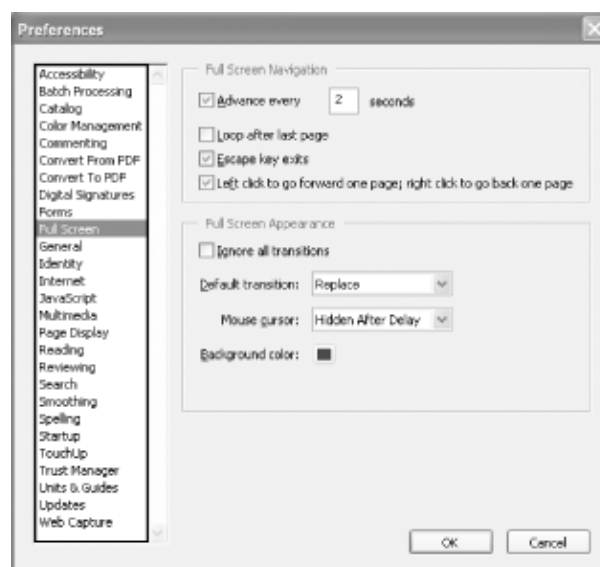 Preferences
Accessibility
Batch Processing
Catalog
Color Management
Commenting
Convert From PDF
Convert To PDF
Digital Signatures
Forms
Full Screen
General
Identity
Internet
JavaScript
Multimedia
Page Display
Reading
Reviewing
Search
Smoothing
Spelling
Startup
TouchUp
Trust Manager
Units & Guides
Updates
Web Capture
Full Screen Navigation
Advance every 2 seconds
Loop after last page
Escape key exits
Left click to go forward one page; right click to go back one page
Full Screen Appearance
Ignore all transitions
Default transition: Replace
Mouse cursor: Hidden After Delay
Background color:
OK Cancel